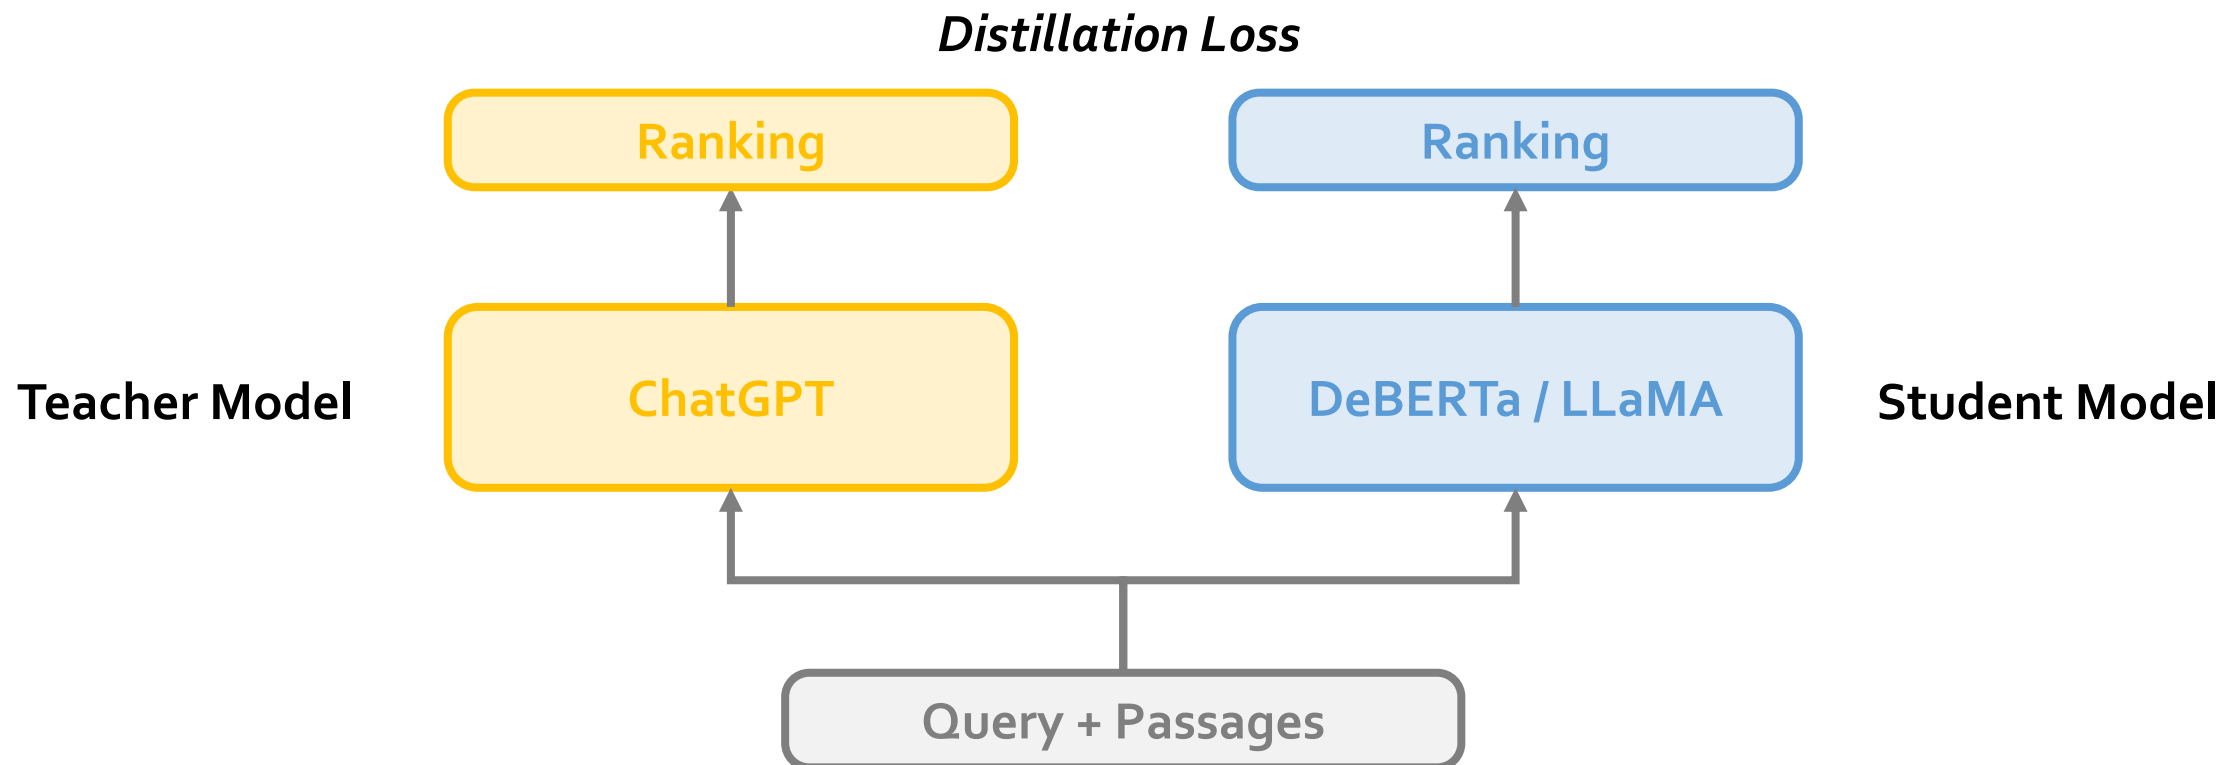 Distillation Loss
Ranking
Ranking
Teacher Model
ChatGPT
DeBERTa / LLaMA
Student Model
Query + Passages